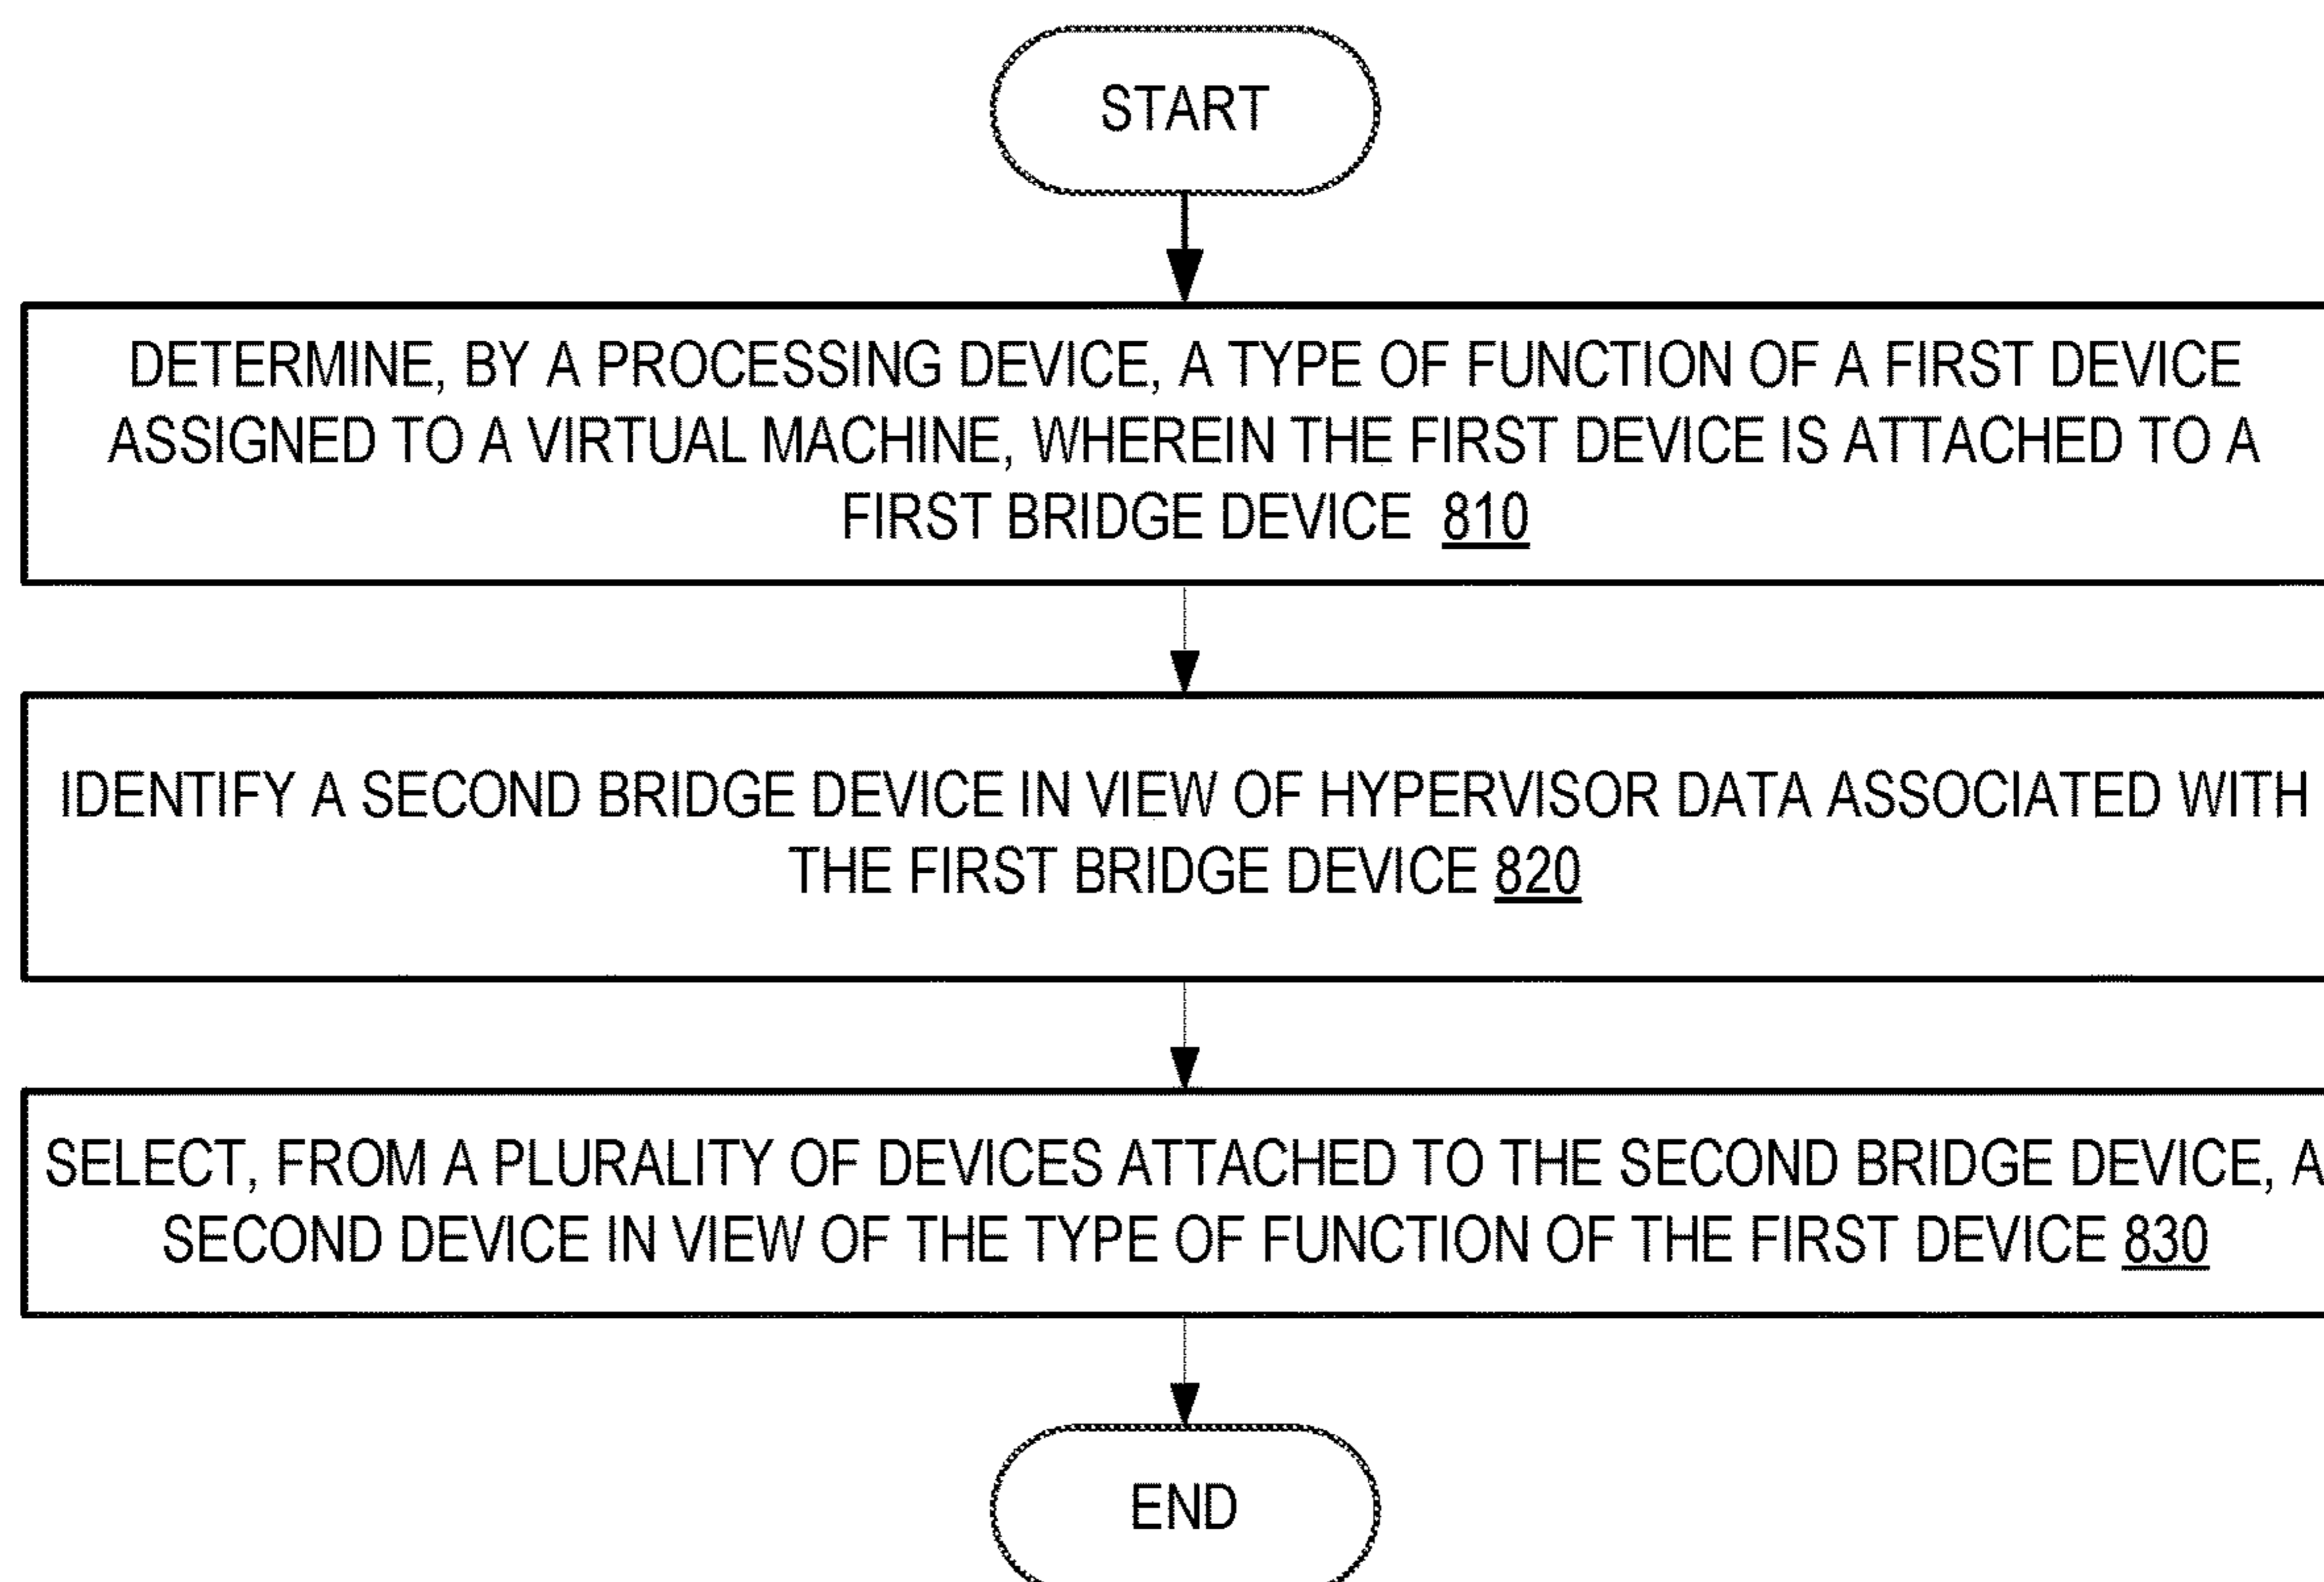 START
DETERMINE, BY A PROCESSING DEVICE, A TYPE OF FUNCTION OF A FIRST DEVICE
ASSIGNED TO A VIRTUAL MACHINE, WHEREIN THE FIRST DEVICE IS ATTACHED TO A
FIRST BRIDGE DEVICE 810
IDENTIFY A SECOND BRIDGE DEVICE IN VIEW OF HYPERVISOR DATA ASSOCIATED WITH
THE FIRST BRIDGE DEVICE 820
SELECT, FROM A PLURALITY OF DEVICES ATTACHED TO THE SECOND BRIDGE DEVICE, A
SECOND DEVICE IN VIEW OF THE TYPE OF FUNCTION OF THE FIRST DEVICE 830
END